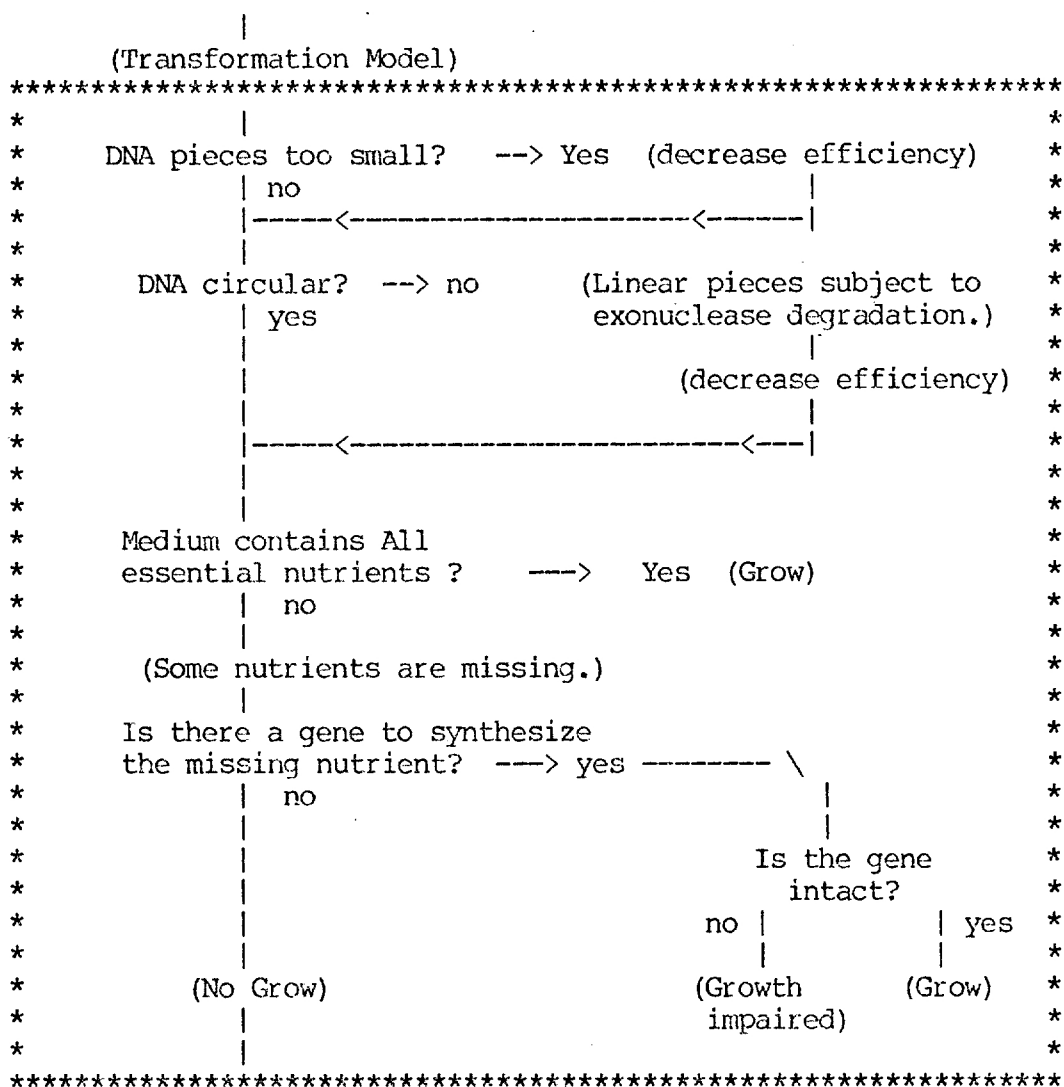 (Transformation Model)
*****************************************************************
DNA pieces too small? --> Yes (decrease efficiency)
| no |
|-----<---------------------<------|
DNA circular? --> no (Linear pieces subject to
| yes exonuclease degradation.)
(decrease efficiency)
|-----<------------------------<---|
Medium contains All
essential nutrients ? ---> Yes (Grow)
| no
(Some nutrients are missing.)
Is there a gene to synthesize
the missing nutrient? ---> yes -------- \
| no
Is the gene
intact?
no | | yes
(No Grow) (Growth (Grow)
impaired)
*****************************************************************